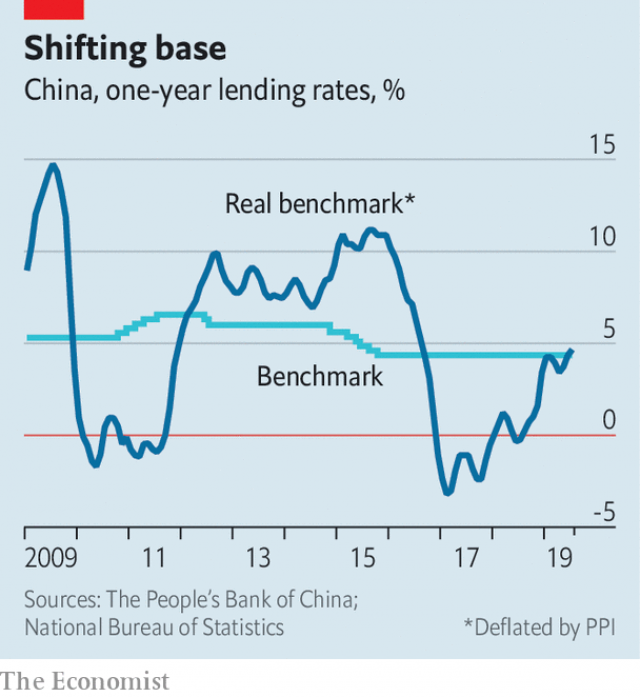 Shifting base
China, one-year lending rates, %
15
Real benchmark*
10
5
Benchmark
0
-5
2009 11 13 15 17 19
Sources: The People's Bank of China;
National Bureau of Statistics *Deflated by PPI
The Economist